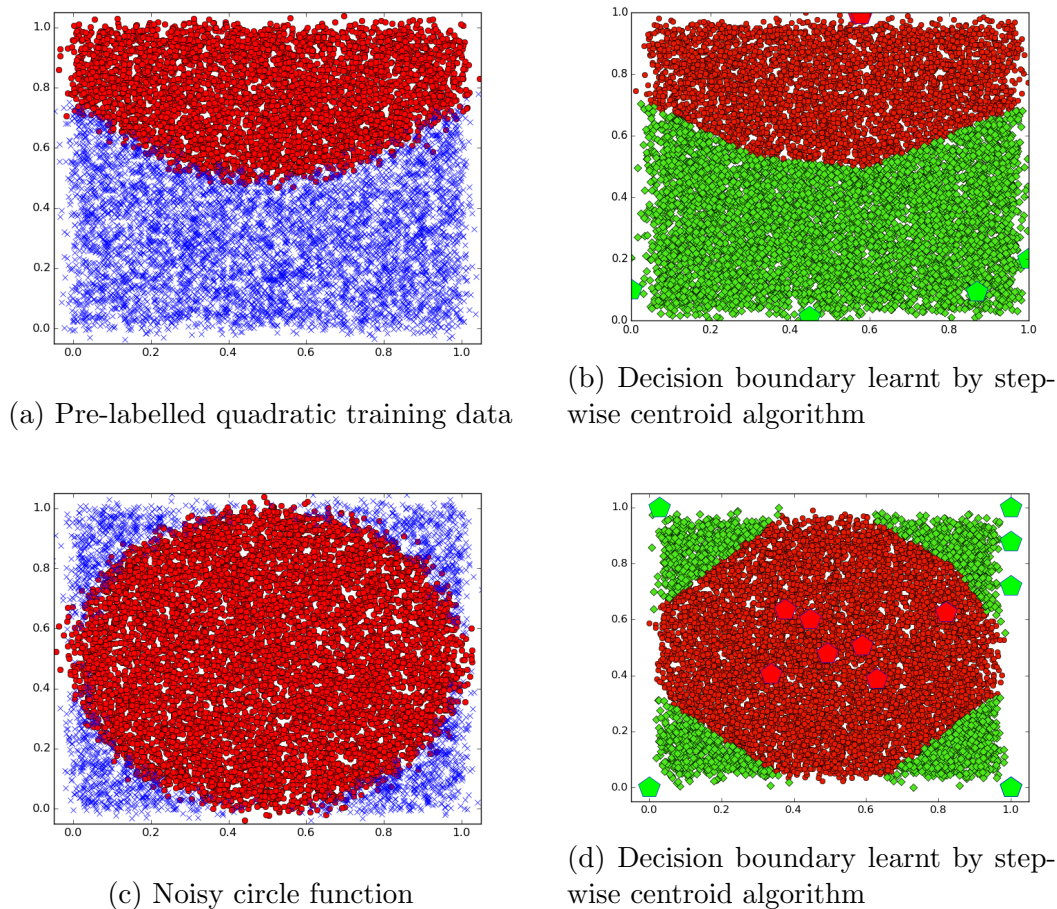 1.0
0.8
0.6
0.4
0.2
0.0
0.0 0.2 0.4 0.6 0.8 1.0
(a) Pre-labelled quadratic training data
1.0
0.8
0.6
0.4
0.2
0.0
0.0 0.2 0.4 0.6 0.8 1.0
(b) Decision boundary learnt by step-
wise centroid algorithm
1.0
0.8
0.6
0.4
0.2
0.0
0.0 0.2 0.4 0.6 0.8 1.0
(c) Noisy circle function
1.0
0.8
0.6
0.4
0.2
0.0
0.0 0.2 0.4 0.6 0.8 1.0
(d) Decision boundary learnt by step-
wise centroid algorithm